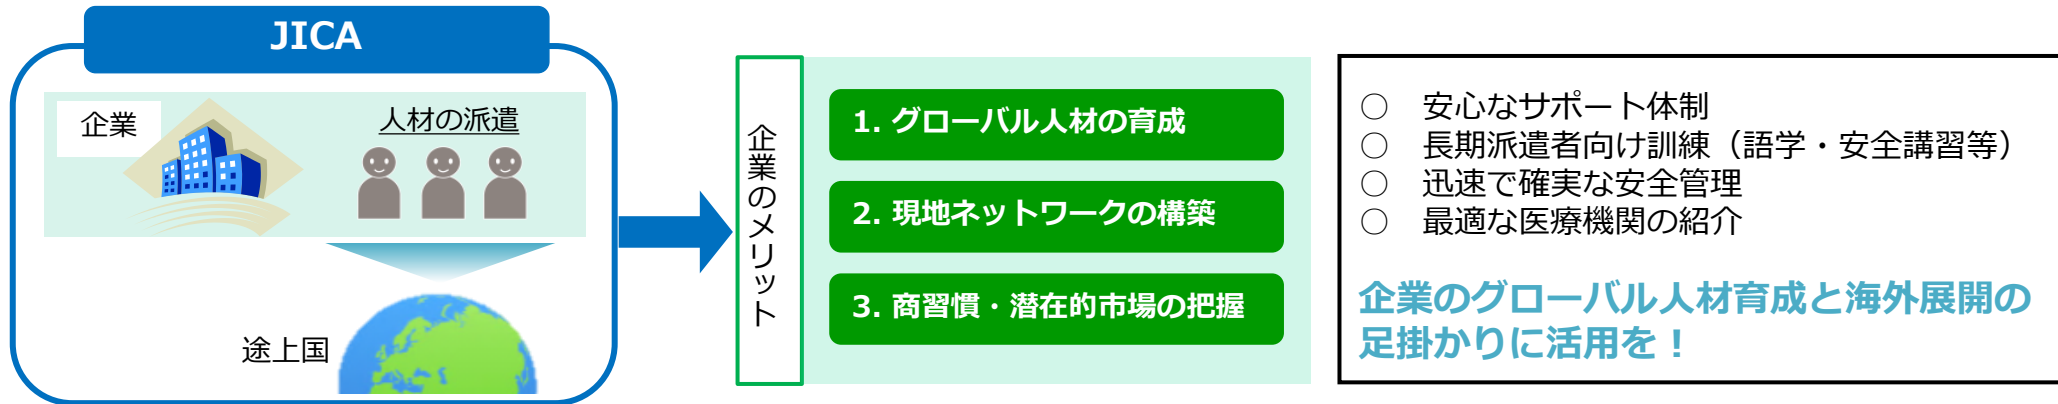 JICA
企業
人材の派遣
途上国
企業のメリット
1. グローバル人材の育成
2. 現地ネットワークの構築
3. 商習慣・潜在的市場の把握
○ 安心なサポート体制
○ 長期派遣者向け訓練（語学・安全講習等）
○ 迅速で確実な安全管理
○ 最適な医療機関の紹介
企業のグローバル人材育成と海外展開の
足掛かりに活用を！